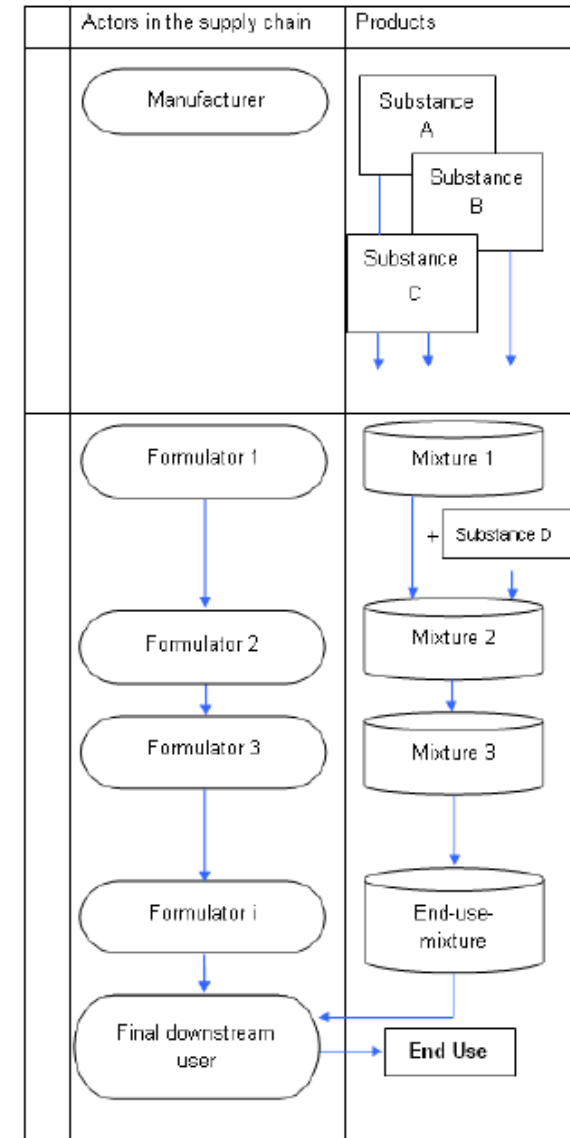 Actors in the supply chain
Products
Manufacturer
Substance
A
Substance
B
Substance
C
Formulator 1
Mixture 1
+
Substance D
Formulator 2
Mixture 2
Formulator 3
Mixture 3
Formulator i
End-use-
mixture
Final downstream
user
End Use